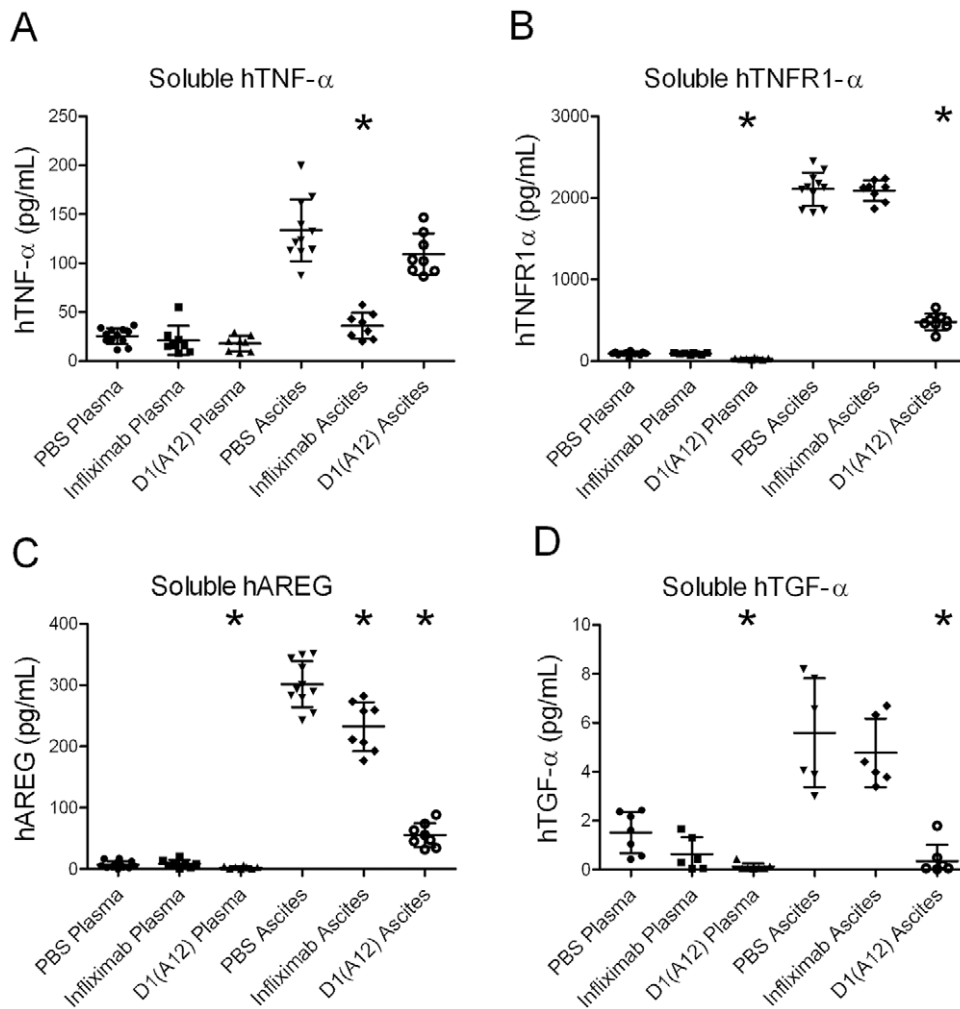 A
Soluble hTNF-α
hTNF-α (pg/mL)
250
200
150
100
50
0
*
PBS Plasma
Infliximab Plasma
D1(A12) Plasma
PBS Ascites
Infliximab Ascites
D1(A12) Ascites
B
Soluble hTNFR1-α
hTNFR1α (pg/mL)
3000
2000
1000
0
*
*
PBS Plasma
Infliximab Plasma
D1(A12) Plasma
PBS Ascites
Infliximab Ascites
D1(A12) Ascites
C
Soluble hAREG
hAREG (pg/mL)
400
300
200
100
0
*
*
*
PBS Plasma
Infliximab Plasma
D1(A12) Plasma
PBS Ascites
Infliximab Ascites
D1(A12) Ascites
D
Soluble hTGF-α
hTGF-α (pg/mL)
10
8
6
4
2
0
*
*
PBS Plasma
Infliximab Plasma
D1(A12) Plasma
PBS Ascites
Infliximab Ascites
D1(A12) Ascites